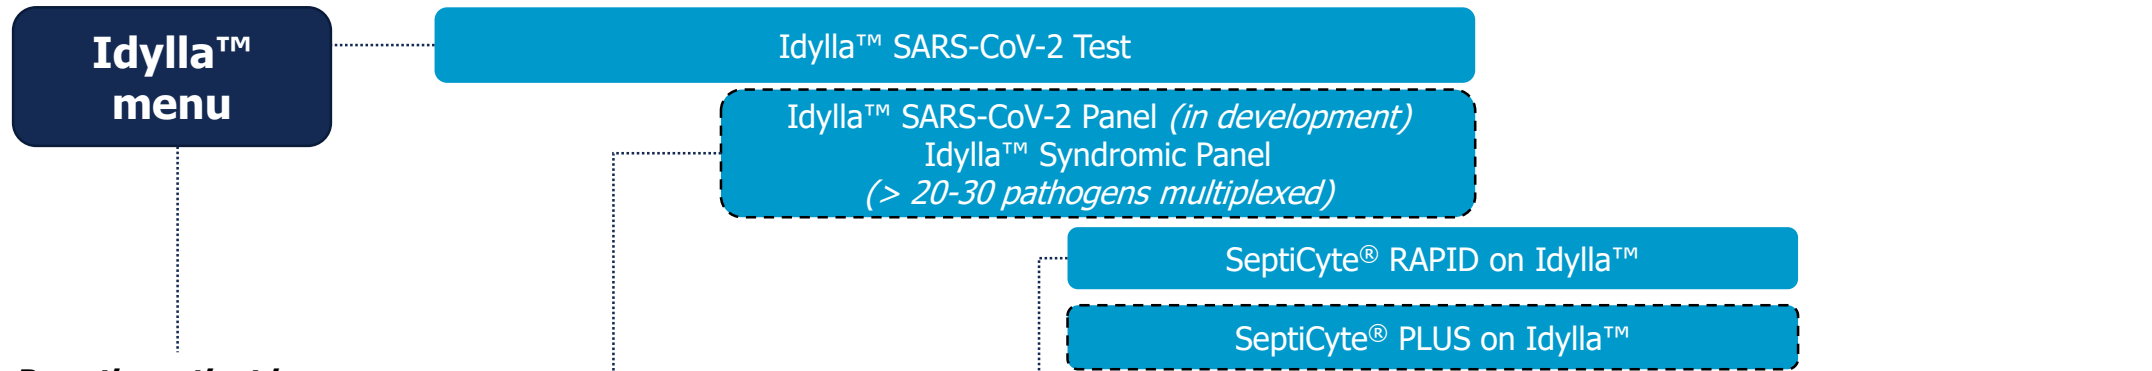 Idylla™
menu
Idylla™ SARS-CoV-2 Test
Idylla™ SARS-CoV-2 Panel (in development)
Idylla™ Syndromic Panel
(> 20-30 pathogens multiplexed)
SeptiCyte® RAPID on Idylla™
SeptiCyte® PLUS on Idylla™